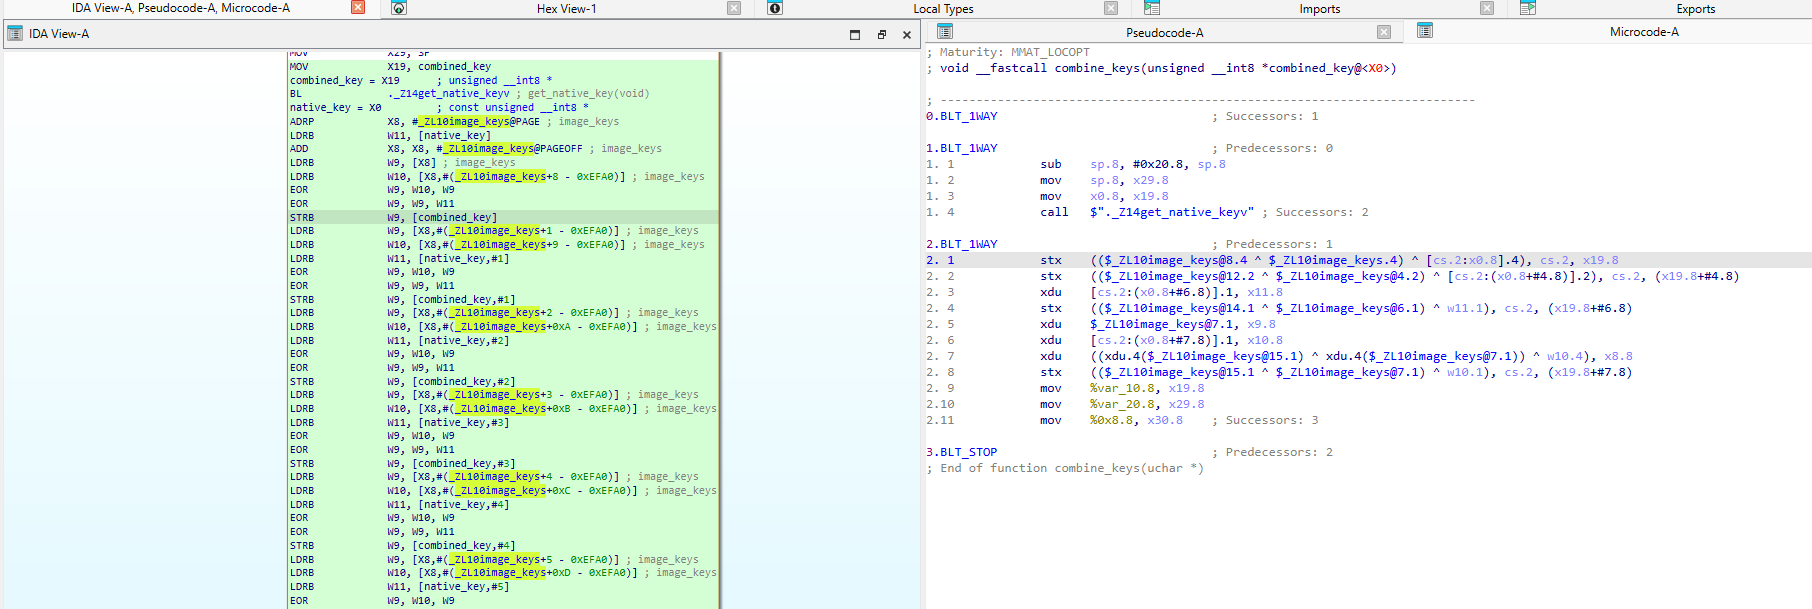 IDA View-A, Pseudocode-A, Microcode-A
Hex View-1
Local Types
Imports
Exports
IDA View-A
MOV X29, SP
MOV X19, combined_key
combined_key = X19 ; unsigned __int8 *
BL ._Z14get_native_keyv ; get_native_key(void)
native_key = X0 ; const unsigned __int8 *
ADRP X8, #_ZL10image_keys@PAGE ; image_keys
LDRB W11, [native_key]
ADD X8, X8, #_ZL10image_keys@PAGEOFF ; image_keys
LDRB W9, [X8] ; image_keys
LDRB W10, [X8,#(_ZL10image_keys+8 - 0xEFA0)] ; image_keys
EOR W9, W10, W9
EOR W9, W9, W11
STRB W9, [combined_key]
LDRB W9, [X8,#(_ZL10image_keys+1 - 0xEFA0)] ; image_keys
LDRB W10, [X8,#(_ZL10image_keys+9 - 0xEFA0)] ; image_keys
LDRB W11, [native_key,#1]
EOR W9, W10, W9
EOR W9, W9, W11
STRB W9, [combined_key,#1]
LDRB W9, [X8,#(_ZL10image_keys+2 - 0xEFA0)] ; image_keys
LDRB W10, [X8,#(_ZL10image_keys+0xA - 0xEFA0)] ; image_keys
LDRB W11, [native_key,#2]
EOR W9, W10, W9
EOR W9, W9, W11
STRB W9, [combined_key,#2]
LDRB W9, [X8,#(_ZL10image_keys+3 - 0xEFA0)] ; image_keys
LDRB W10, [X8,#(_ZL10image_keys+0xB - 0xEFA0)] ; image_keys
LDRB W11, [native_key,#3]
EOR W9, W10, W9
EOR W9, W9, W11
STRB W9, [combined_key,#3]
LDRB W9, [X8,#(_ZL10image_keys+4 - 0xEFA0)] ; image_keys
LDRB W10, [X8,#(_ZL10image_keys+0xC - 0xEFA0)] ; image_keys
LDRB W11, [native_key,#4]
EOR W9, W10, W9
EOR W9, W9, W11
STRB W9, [combined_key,#4]
LDRB W9, [X8,#(_ZL10image_keys+5 - 0xEFA0)] ; image_keys
LDRB W10, [X8,#(_ZL10image_keys+0xD - 0xEFA0)] ; image_keys
LDRB W11, [native_key,#5]
EOR W9, W10, W9
Pseudocode-A
Microcode-A
; Maturity: MMAT_LOCOPT
; void __fastcall combine_keys(unsigned __int8 *combined_key@<X0>)
; ---------------------------------------------------------------------------
0.BLT_1WAY ; Successors: 1
1.BLT_1WAY ; Predecessors: 0
1. 1 sub sp.8, #0x20.8, sp.8
1. 2 mov sp.8, x29.8
1. 3 mov x0.8, x19.8
1. 4 call $"._Z14get_native_keyv" ; Successors: 2
2.BLT_1WAY ; Predecessors: 1
2. 1 stx (($_ZL10image_keys@8.4 ^ $_ZL10image_keys.4) ^ [cs.2:x0.8].4), cs.2, x19.8
2. 2 stx (($_ZL10image_keys@12.2 ^ $_ZL10image_keys@4.2) ^ [cs.2:(x0.8+#4.8)].2), cs.2, (x19.8+#4.8)
2. 3 xdu [cs.2:(x0.8+#6.8)].1, x11.8
2. 4 stx (($_ZL10image_keys@14.1 ^ $_ZL10image_keys@6.1) ^ w11.1), cs.2, (x19.8+#6.8)
2. 5 xdu $_ZL10image_keys@7.1, x9.8
2. 6 xdu [cs.2:(x0.8+#7.8)].1, x10.8
2. 7 xdu ((xdu.4($_ZL10image_keys@15.1) ^ xdu.4($_ZL10image_keys@7.1)) ^ w10.4), x8.8
2. 8 stx (($_ZL10image_keys@15.1 ^ $_ZL10image_keys@7.1) ^ w10.1), cs.2, (x19.8+#7.8)
2. 9 mov %var_10.8, x19.8
2.10 mov %var_20.8, x29.8
2.11 mov %0x8.8, x30.8 ; Successors: 3
3.BLT_STOP ; Predecessors: 2
; End of function combine_keys(uchar *)